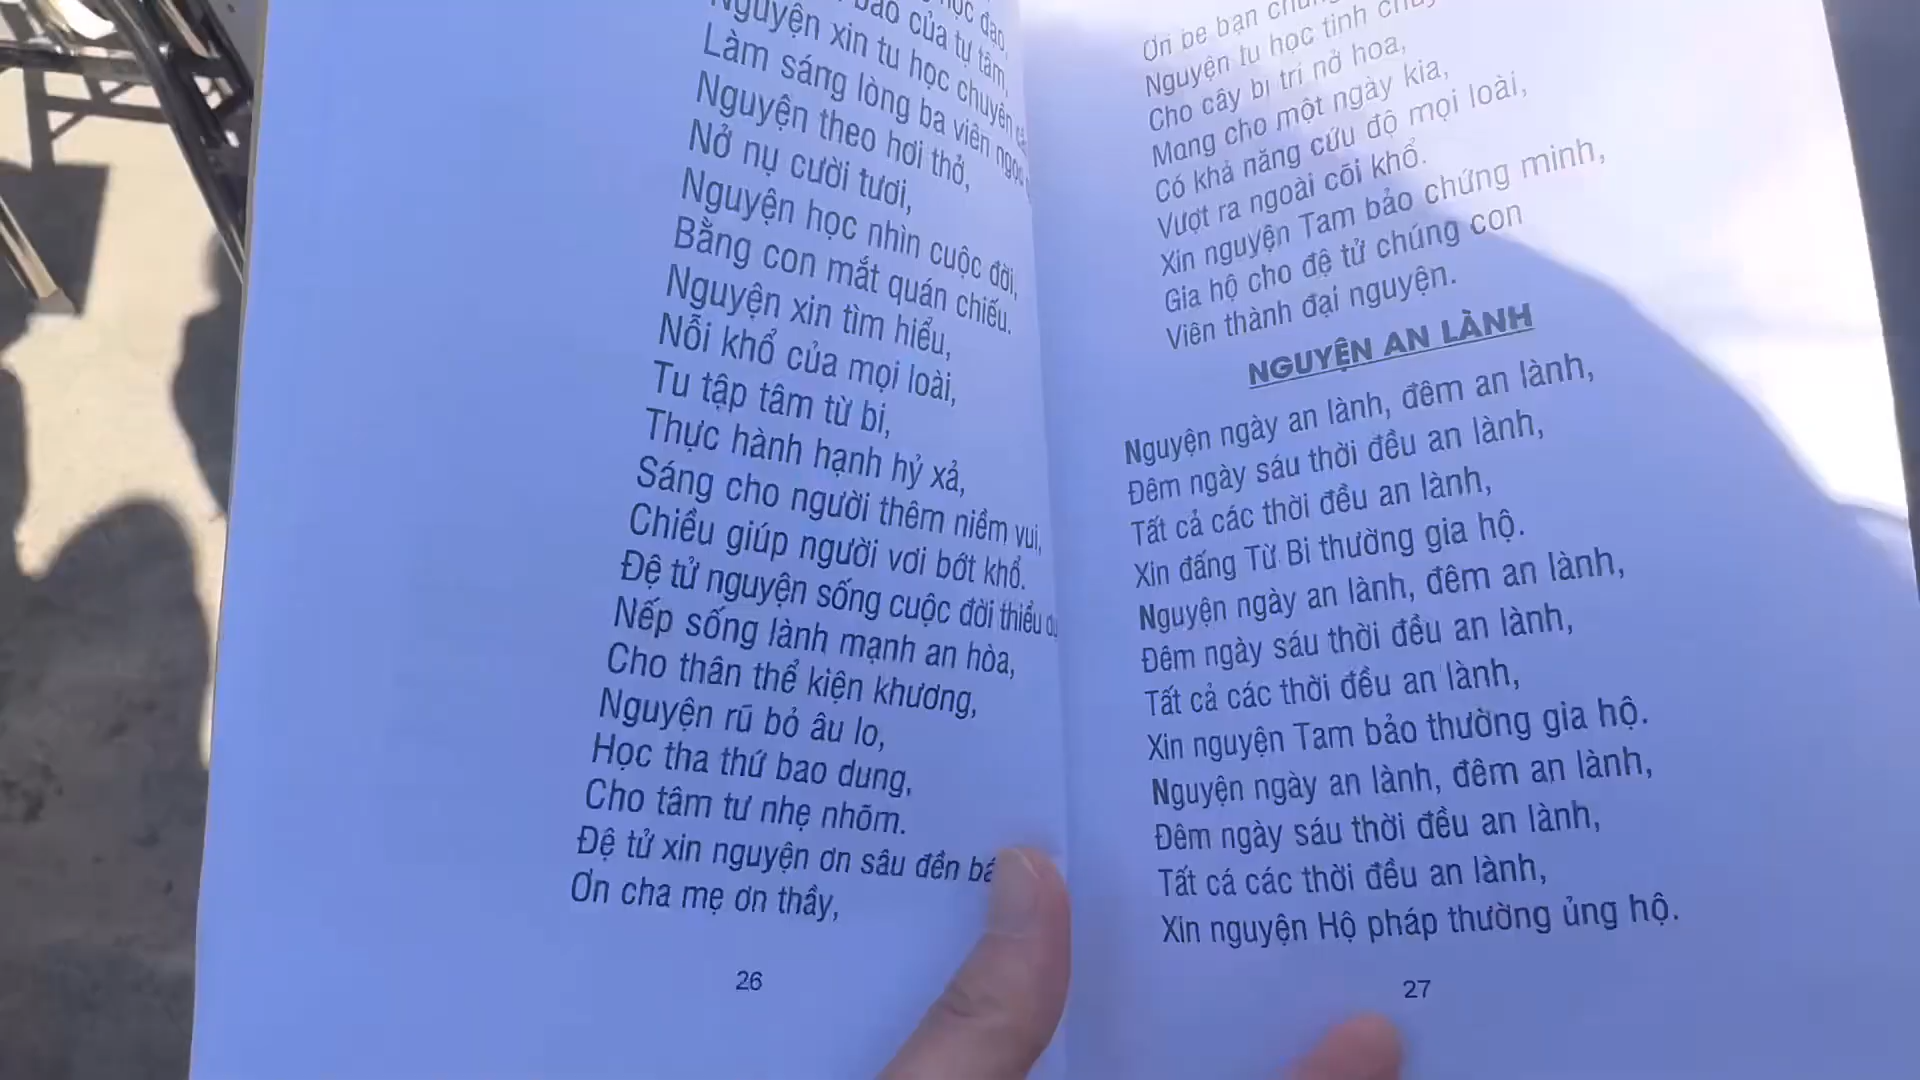 học đạo,
bảo của tự tâm,
Nguyện xin tu học chuyên
Làm sáng lòng ba viên ngọc
Nguyện theo hơi thở,
Nở nụ cười tươi,
Nguyện học nhìn cuộc đời,
Bằng con mắt quán chiếu.
Nguyện xin tìm hiểu,
Nỗi khổ của mọi loài,
Tu tập tâm từ bi,
Thực hành hạnh hỷ xả,
Sáng cho người thêm niềm vui,
Chiều giúp người vơi bớt khổ.
Đệ tử nguyện sống cuộc đời thiểu
Nếp sống lành mạnh an hòa,
Cho thân thể kiện khương,
Nguyện rũ bỏ âu lo,
Học tha thứ bao dung,
Cho tâm tư nhẹ nhõm.
Đệ tử xin nguyện ơn sâu đền
Ơn cha mẹ ơn thầy,
26
Ơn bè bạn
Nguyện tu học tinh
Cho cây bi trí nở hoa,
Mong cho một ngày kia,
Có khả năng cứu độ mọi loài,
Vượt ra ngoài cõi khổ.
Xin nguyện Tam bảo chứng minh,
Gia hộ cho đệ tử chúng con
Viên thành đại nguyện.
NGUYỆN AN LÀNH
Nguyện ngày an lành, đêm an lành,
Đêm ngày sáu thời đều an lành,
Tất cả các thời đều an lành,
Xin đấng Từ Bi thường gia hộ.
Nguyện ngày an lành, đêm an lành,
Đêm ngày sáu thời đều an lành,
Tất cả các thời đều an lành,
Xin nguyện Tam bảo thường gia hộ.
Nguyện ngày an lành, đêm an lành,
Đêm ngày sáu thời đều an lành,
Tất cá các thời đều an lành,
Xin nguyện Hộ pháp thường ủng hộ.
27